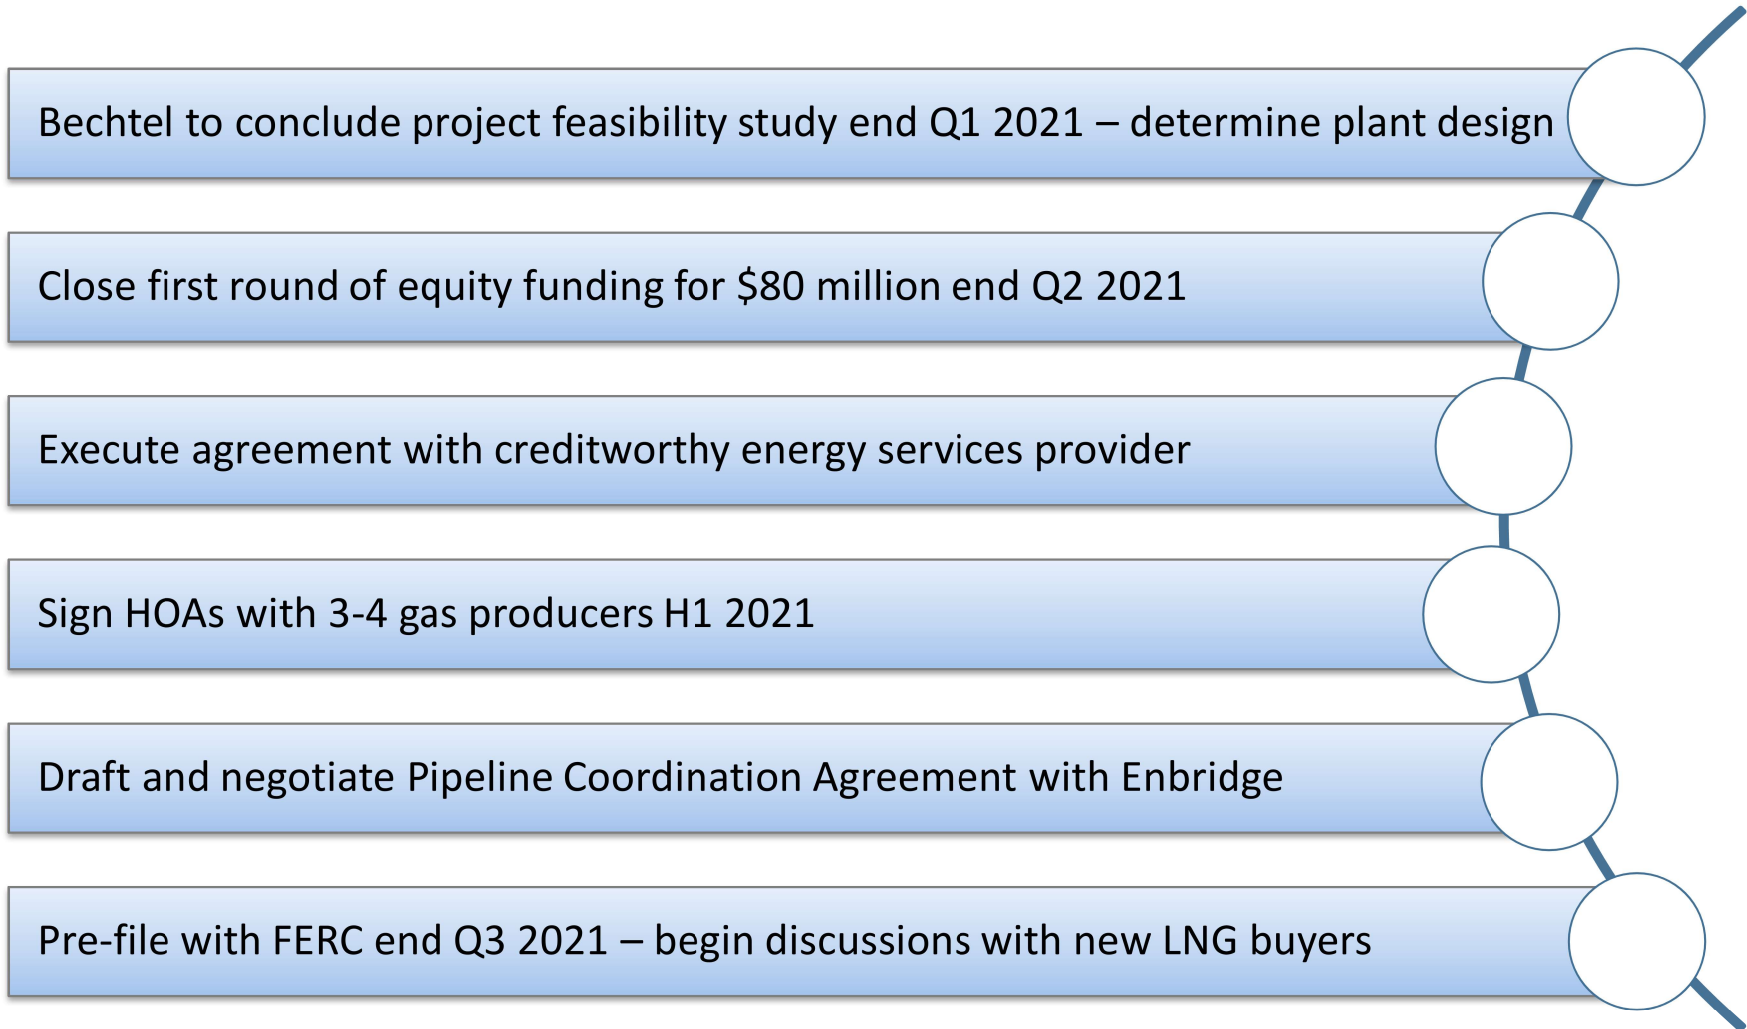 Bechtel to conclude project feasibility study end Q1 2021 – determine plant design
Close first round of equity funding for $80 million end Q2 2021
Execute agreement with creditworthy energy services provider
Sign HOAs with 3-4 gas producers H1 2021
Draft and negotiate Pipeline Coordination Agreement with Enbridge
Pre-file with FERC end Q3 2021 – begin discussions with new LNG buyers